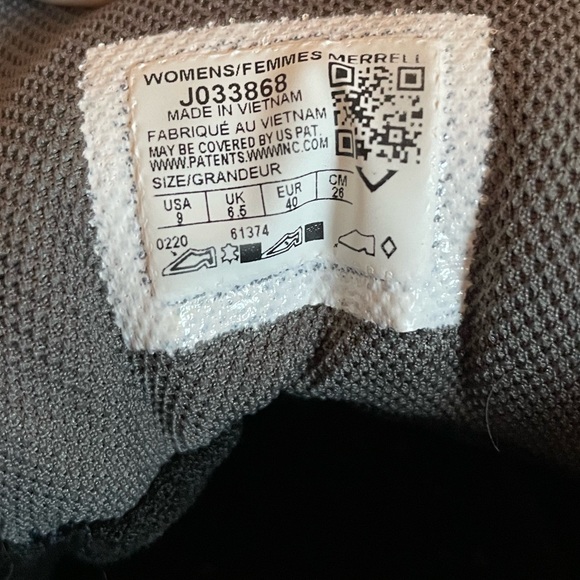 WOMENS/FEMMES MERRELL
J033868
MADE IN VIETNAM
FABRIQUÉ AU VIETNAM
MAY BE COVERED BY US PAT.
WWW.PATENTS.WWWINC.COM
SIZE/GRANDEUR
USA UK EUR CM
9 6.5 40 26
0220 61374